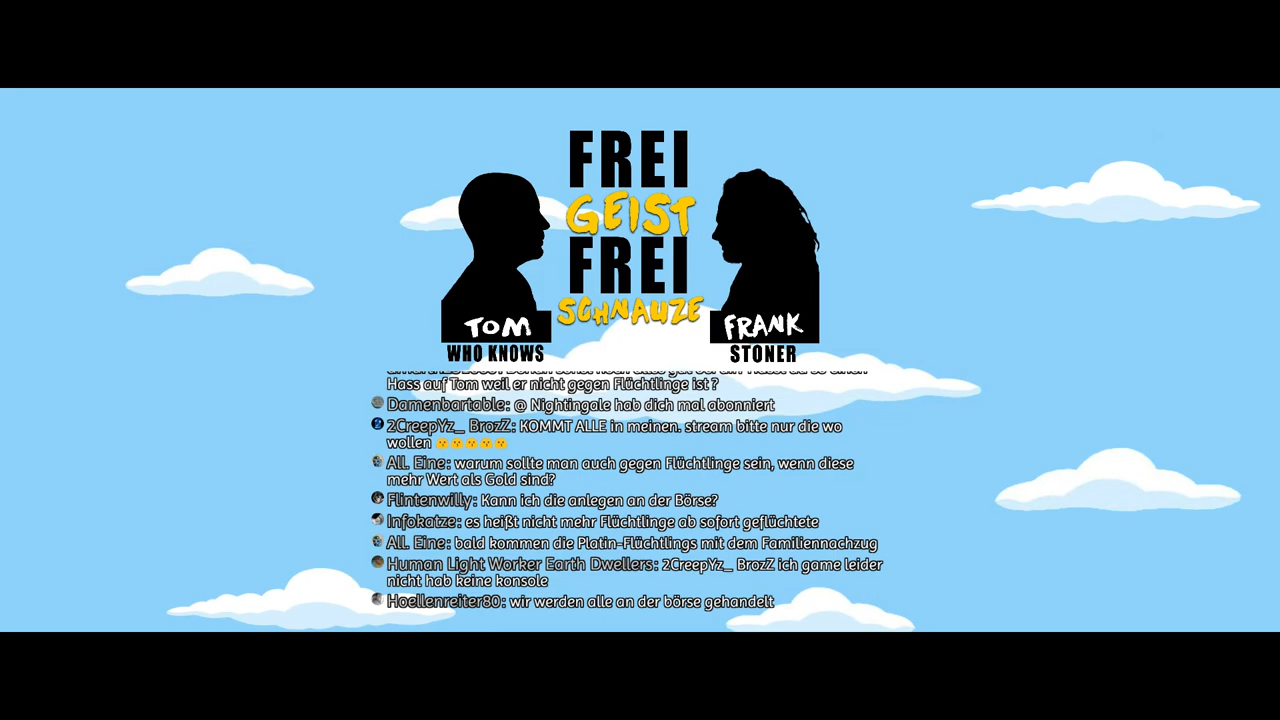 FREI
GEIST
FREI
SCHNAUZE
TOM
WHO KNOWS
FRANK
STONER
Hass auf Tom weil er nicht gegen Flüchtlinge ist ?
Damenbartable: @ Nightingale hab dich mal abonniert
2CreepYz_ BrozZ: KOMMT ALLE in meinen. stream bitte nur die wo
wollen 😗😗😗😗😗
All Eine: warum sollte man auch gegen Flüchtlinge sein, wenn diese
mehr Wert als Gold sind?
Flintenwilly: Kann ich die anlegen an der Börse?
Infokatze: es heißt nicht mehr Flüchtlinge ab sofort geflüchtete
All Eine: bald kommen die Platin-Flüchtlings mit dem Familiennachzug
Human Light Worker Earth Dwellers: 2CreepYz_ BrozZ ich game leider
nicht hab keine konsole
Hoellenreiter80: wir werden alle an der börse gehandelt